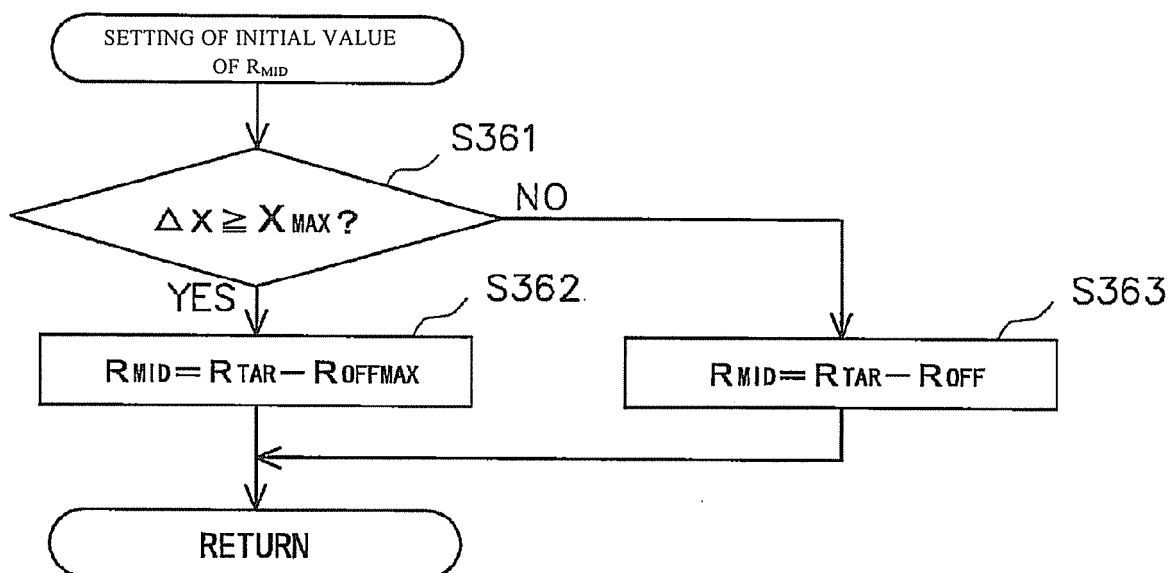 SETTING OF INITIAL VALUE
OF RMID
S361
ΔX≧XMAX?
NO
YES
S362
S363
RMID=RTAR−ROFFMAX
RMID=RTAR−ROFF
RETURN